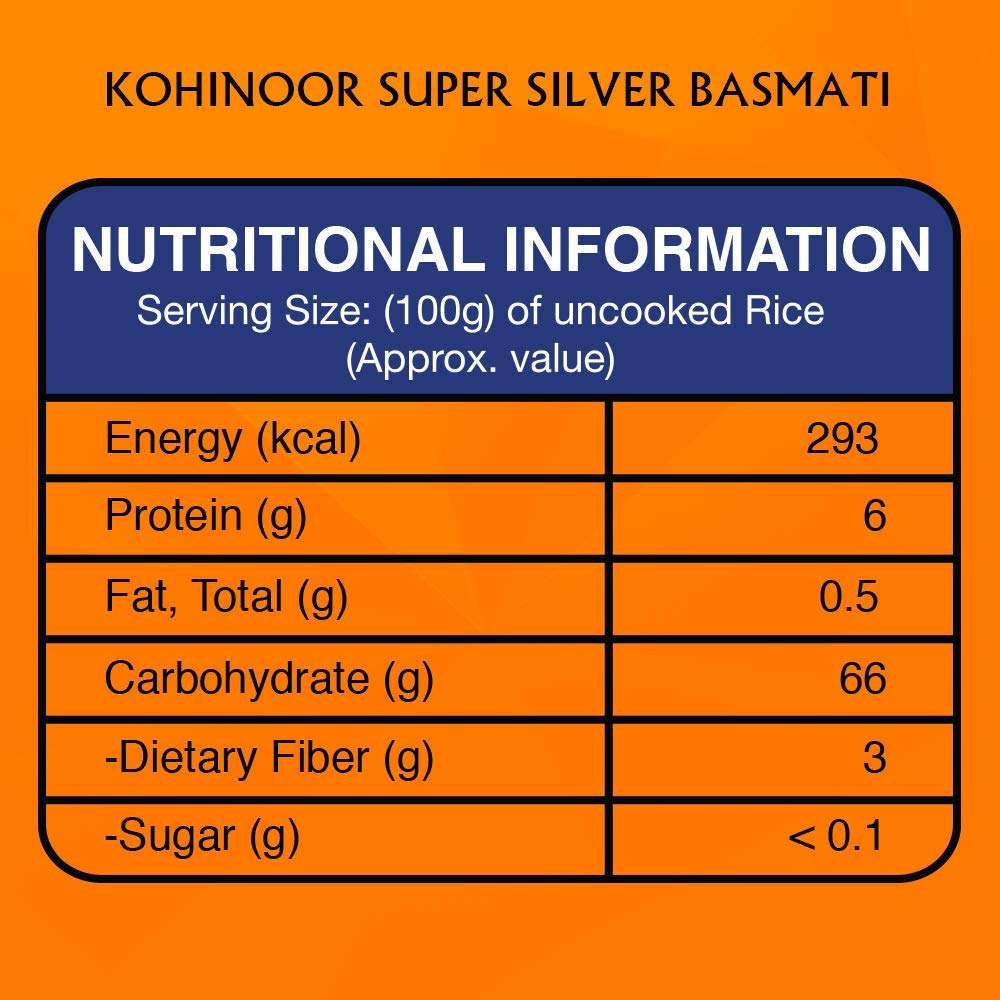 KOHINOOR SUPER SILVER BASMATI
NUTRITIONAL INFORMATION
Serving Size: (100g) of uncooked Rice
(Approx. value)
Energy (kcal) 293
Protein (g) 6
Fat, Total (g) 0.5
Carbohydrate (g) 66
-Dietary Fiber (g) 3
-Sugar (g) < 0.1